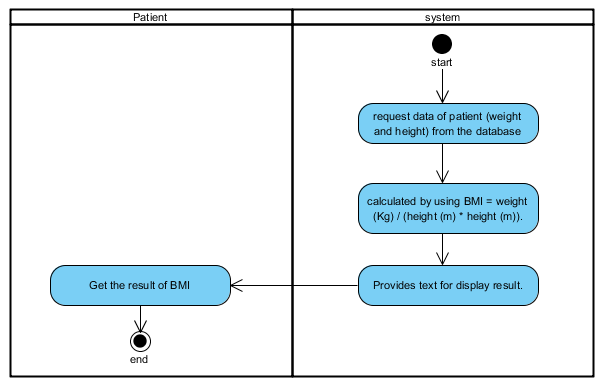 Patient
system
start
request data of patient (weight
and height) from the database
calculated by using BMI = weight
(Kg) / (height (m) * height (m)).
Get the result of BMI
Provides text for display result.
end